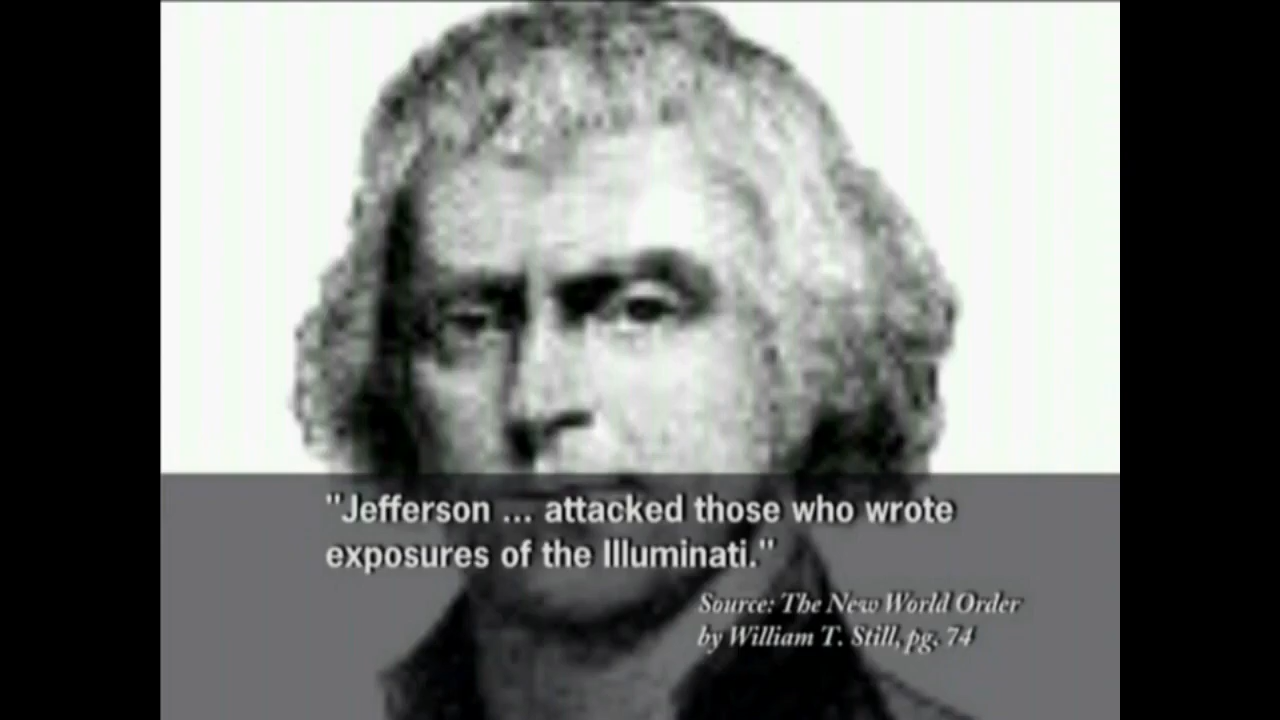 "Jefferson ... attacked those who wrote
exposures of the Illuminati."
Source: The New World Order
by William T. Still, pg. 74